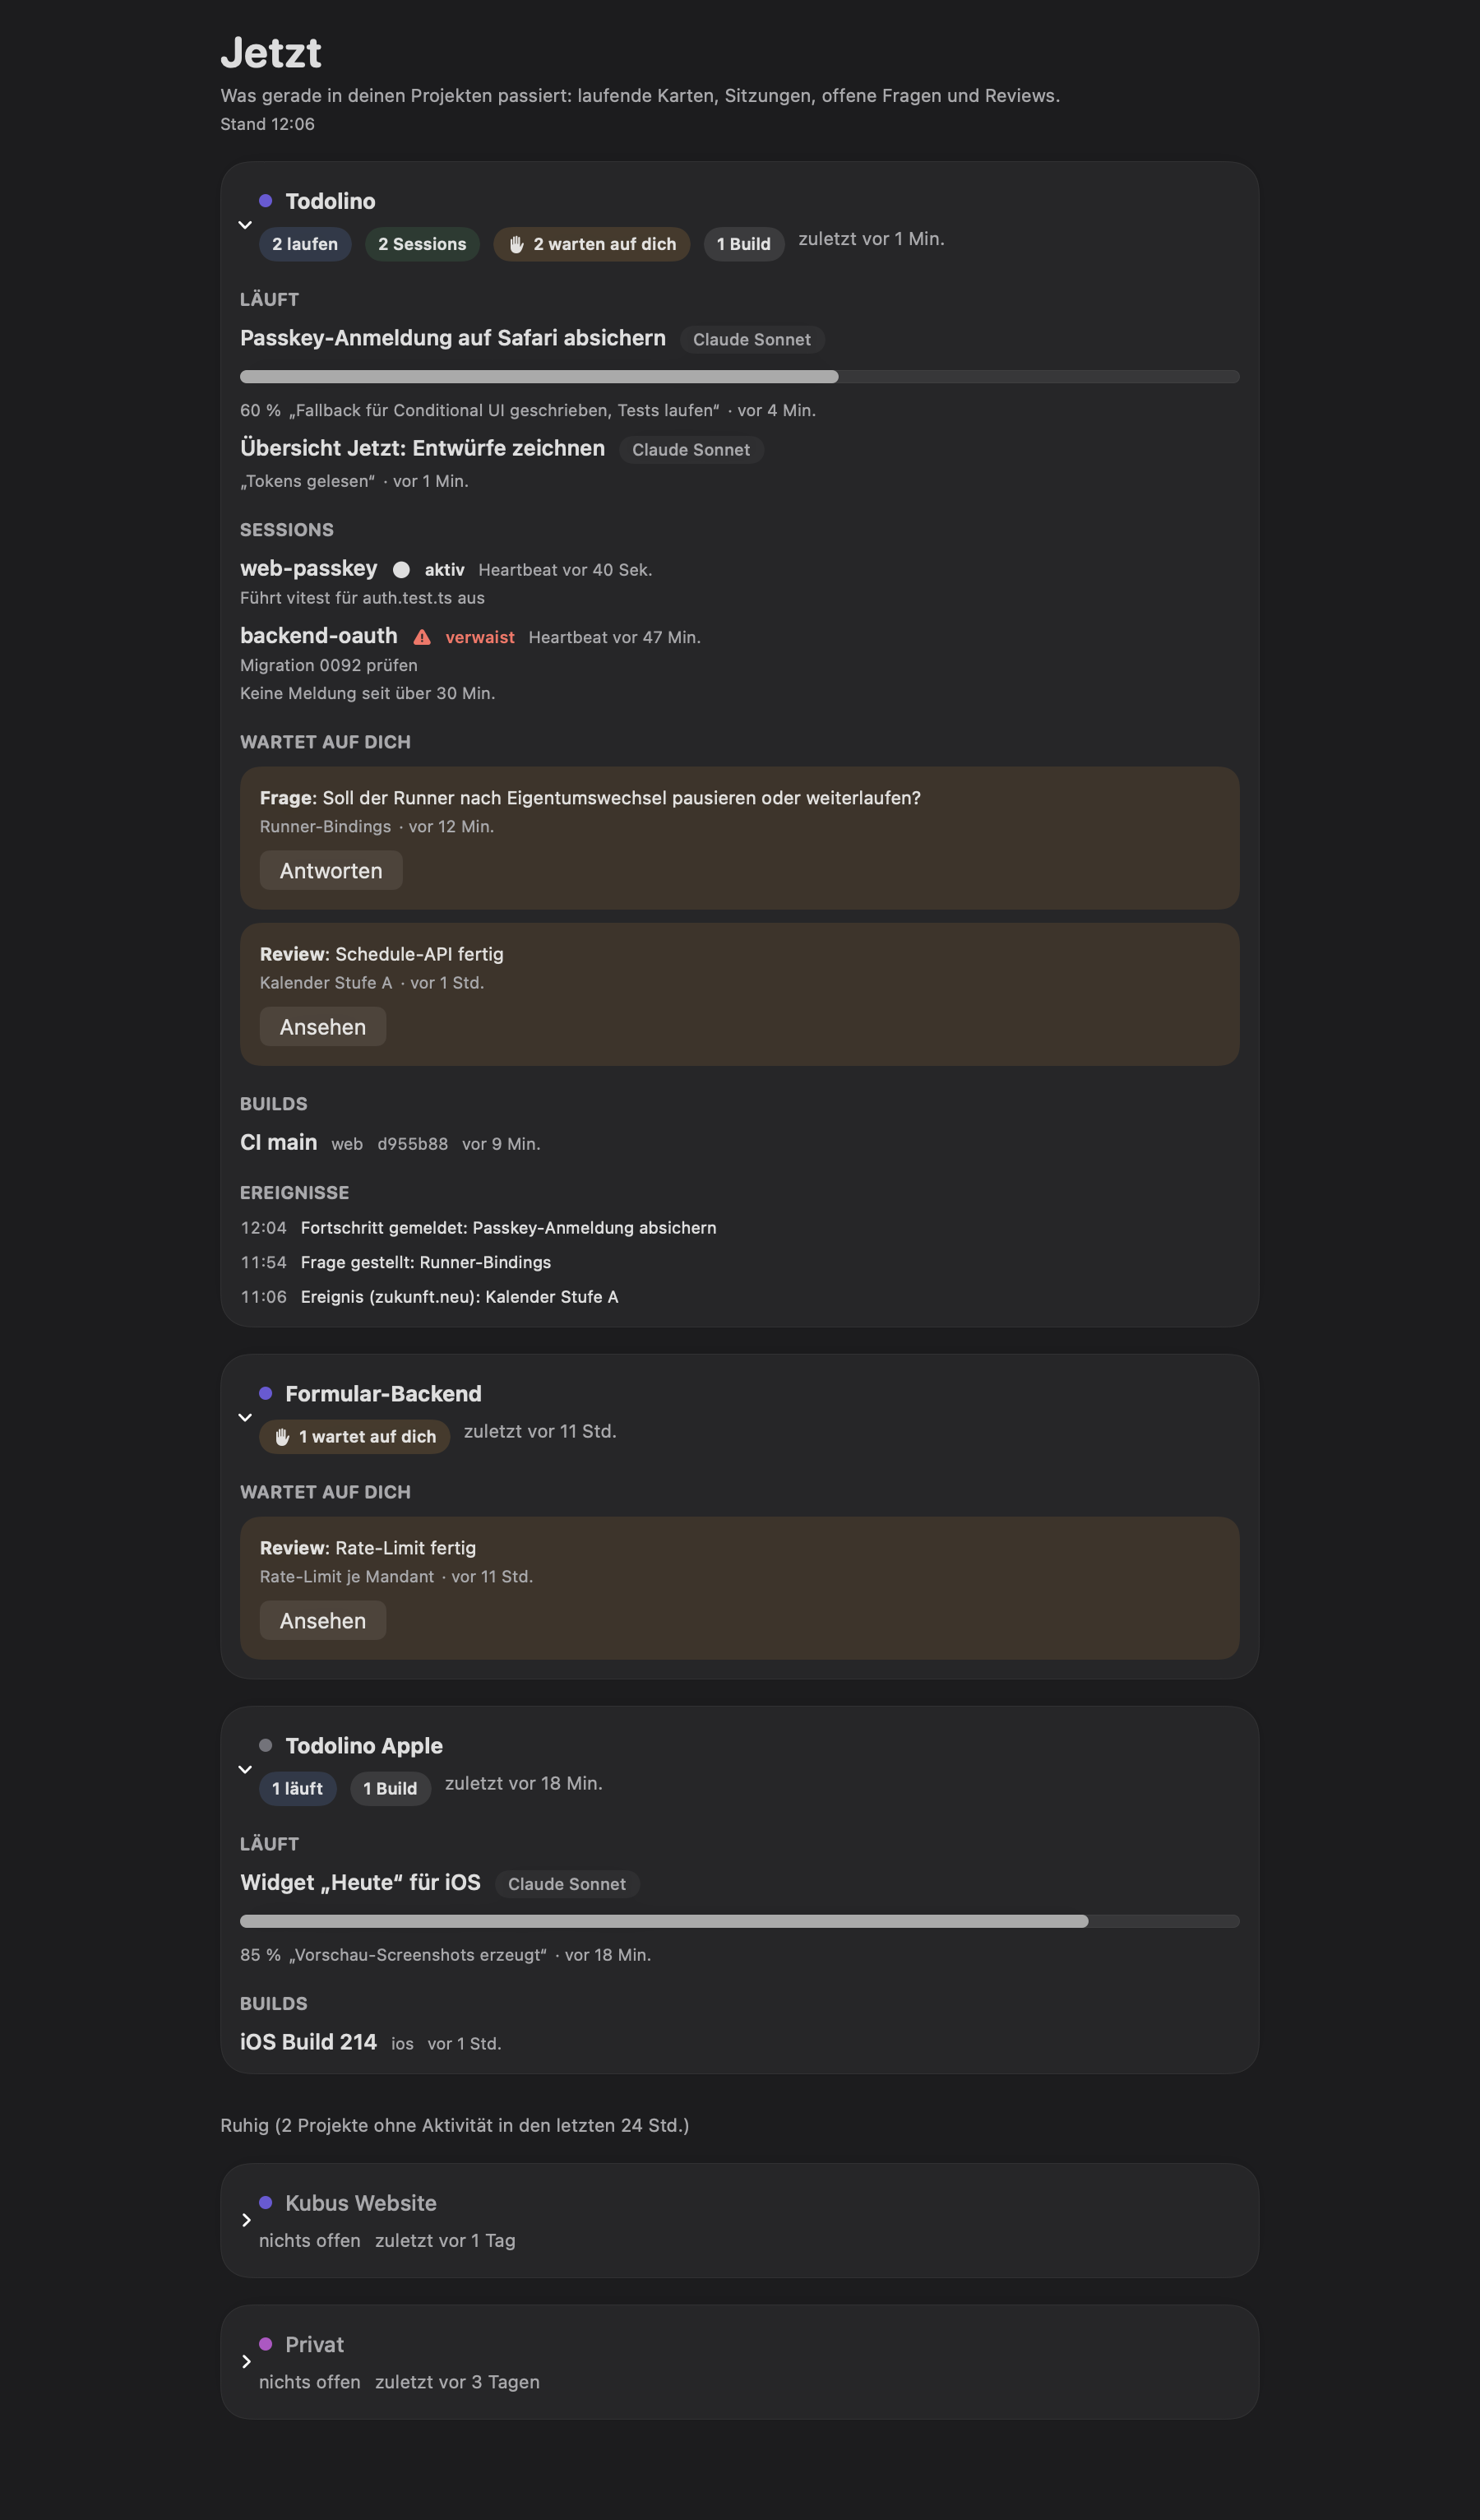 Jetzt
Was gerade in deinen Projekten passiert: laufende Karten, Sitzungen, offene Fragen und Reviews.
Stand 12:06
Todolino
2 laufen 2 Sessions 2 warten auf dich 1 Build zuletzt vor 1 Min.
LÄUFT
Passkey-Anmeldung auf Safari absichern Claude Sonnet
60 % „Fallback für Conditional UI geschrieben, Tests laufen“ · vor 4 Min.
Übersicht Jetzt: Entwürfe zeichnen Claude Sonnet
„Tokens gelesen“ · vor 1 Min.
SESSIONS
web-passkey aktiv Heartbeat vor 40 Sek.
Führt vitest für auth.test.ts aus
backend-oauth verwaist Heartbeat vor 47 Min.
Migration 0092 prüfen
Keine Meldung seit über 30 Min.
WARTET AUF DICH
Frage: Soll der Runner nach Eigentumswechsel pausieren oder weiterlaufen?
Runner-Bindings · vor 12 Min.
Antworten
Review: Schedule-API fertig
Kalender Stufe A · vor 1 Std.
Ansehen
BUILDS
CI main web d955b88 vor 9 Min.
EREIGNISSE
12:04 Fortschritt gemeldet: Passkey-Anmeldung absichern
11:54 Frage gestellt: Runner-Bindings
11:06 Ereignis (zukunft.neu): Kalender Stufe A
Formular-Backend
1 wartet auf dich zuletzt vor 11 Std.
WARTET AUF DICH
Review: Rate-Limit fertig
Rate-Limit je Mandant · vor 11 Std.
Ansehen
Todolino Apple
1 läuft 1 Build zuletzt vor 18 Min.
LÄUFT
Widget „Heute“ für iOS Claude Sonnet
85 % „Vorschau-Screenshots erzeugt“ · vor 18 Min.
BUILDS
iOS Build 214 ios vor 1 Std.
Ruhig (2 Projekte ohne Aktivität in den letzten 24 Std.)
Kubus Website
nichts offen zuletzt vor 1 Tag
Privat
nichts offen zuletzt vor 3 Tagen